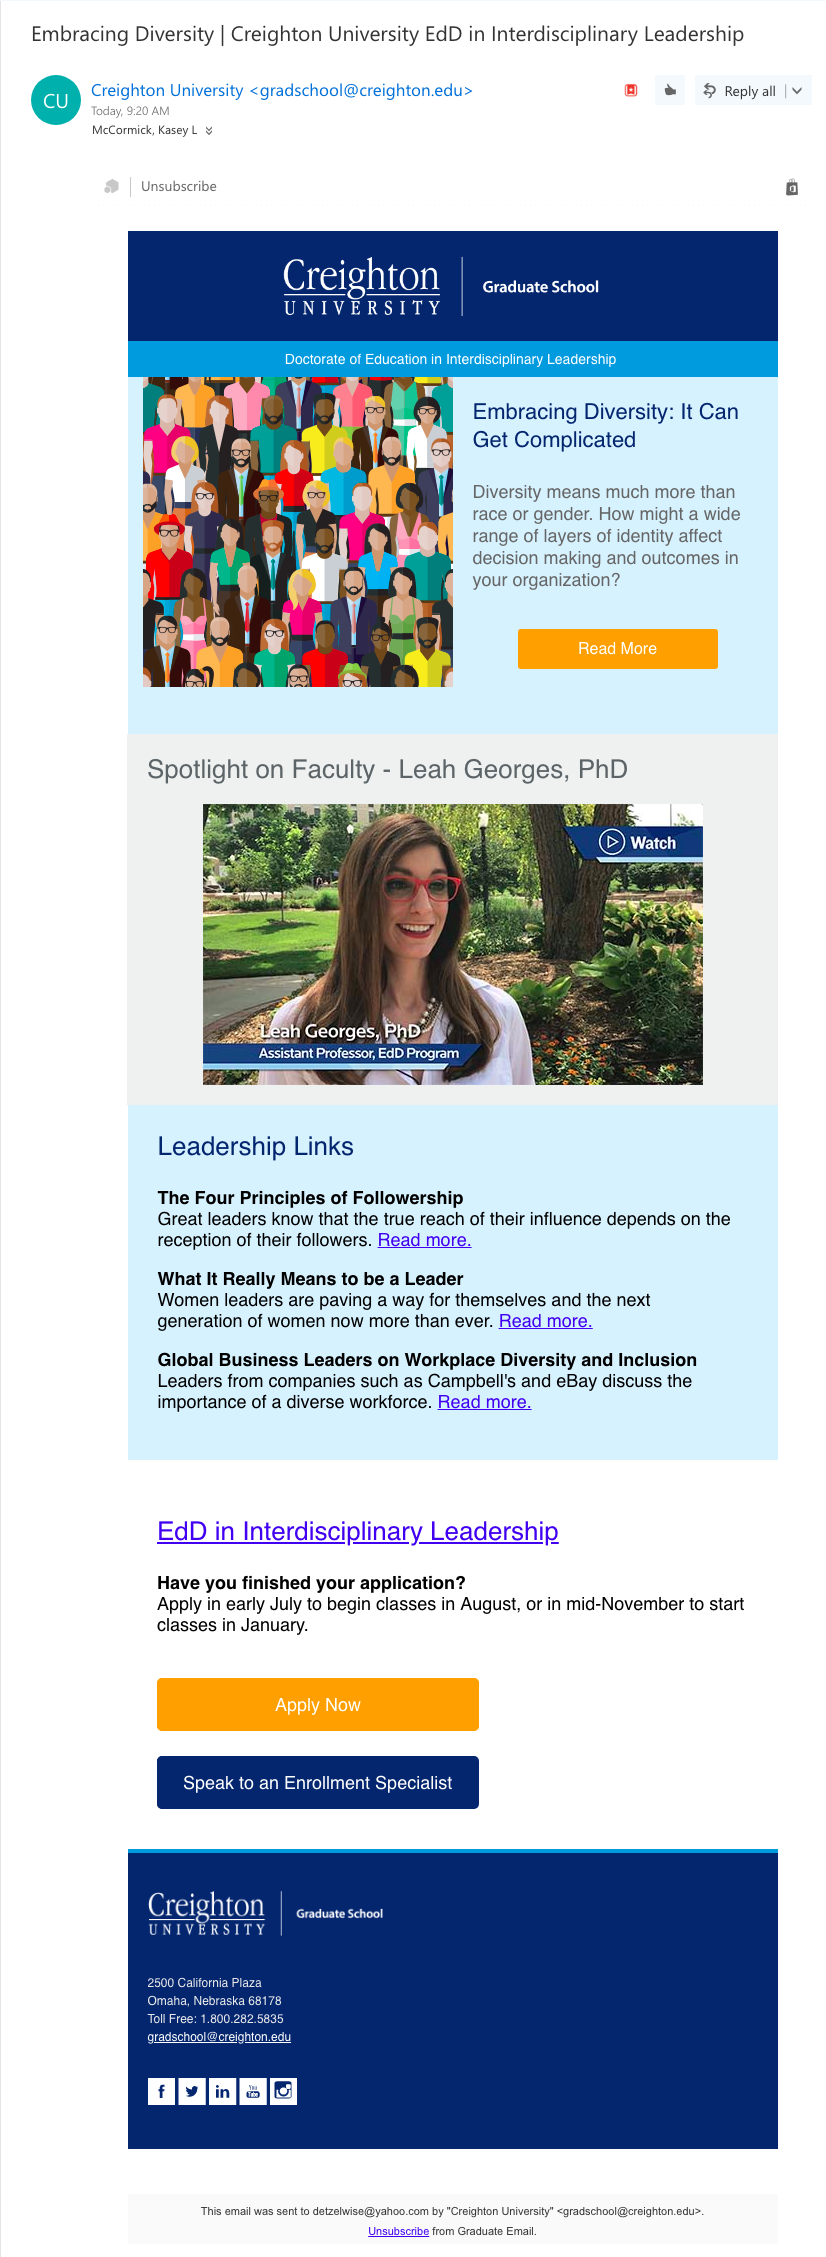 Embracing Diversity | Creighton University EdD in Interdisciplinary Leadership
CU
Creighton University <gradschool@creighton.edu>
Reply all
Today, 9:20 AM
McCormick, Kasey L
Unsubscribe
Creighton
UNIVERSITY
Graduate School
Doctorate of Education in Interdisciplinary Leadership
Embracing Diversity: It Can
Get Complicated
Diversity means much more than
race or gender. How might a wide
range of layers of identity affect
decision making and outcomes in
your organization?
Read More
Spotlight on Faculty - Leah Georges, PhD
Watch
Leah Georges, PhD
Assistant Professor, EdD Program
Leadership Links
The Four Principles of Followership
Great leaders know that the true reach of their influence depends on the
reception of their followers. Read more.
What It Really Means to be a Leader
Women leaders are paving a way for themselves and the next
generation of women now more than ever. Read more.
Global Business Leaders on Workplace Diversity and Inclusion
Leaders from companies such as Campbell's and eBay discuss the
importance of a diverse workforce. Read more.
EdD in Interdisciplinary Leadership
Have you finished your application?
Apply in early July to begin classes in August, or in mid-November to start
classes in January.
Apply Now
Speak to an Enrollment Specialist
Creighton
UNIVERSITY
Graduate School
2500 California Plaza
Omaha, Nebraska 68178
Toll Free: 1.800.282.5835
gradschool@creighton.edu
f
in
You
Tube
This email was sent to detzelwise@yahoo.com by "Creighton University" <gradschool@creighton.edu>.
Unsubscribe from Graduate Email.